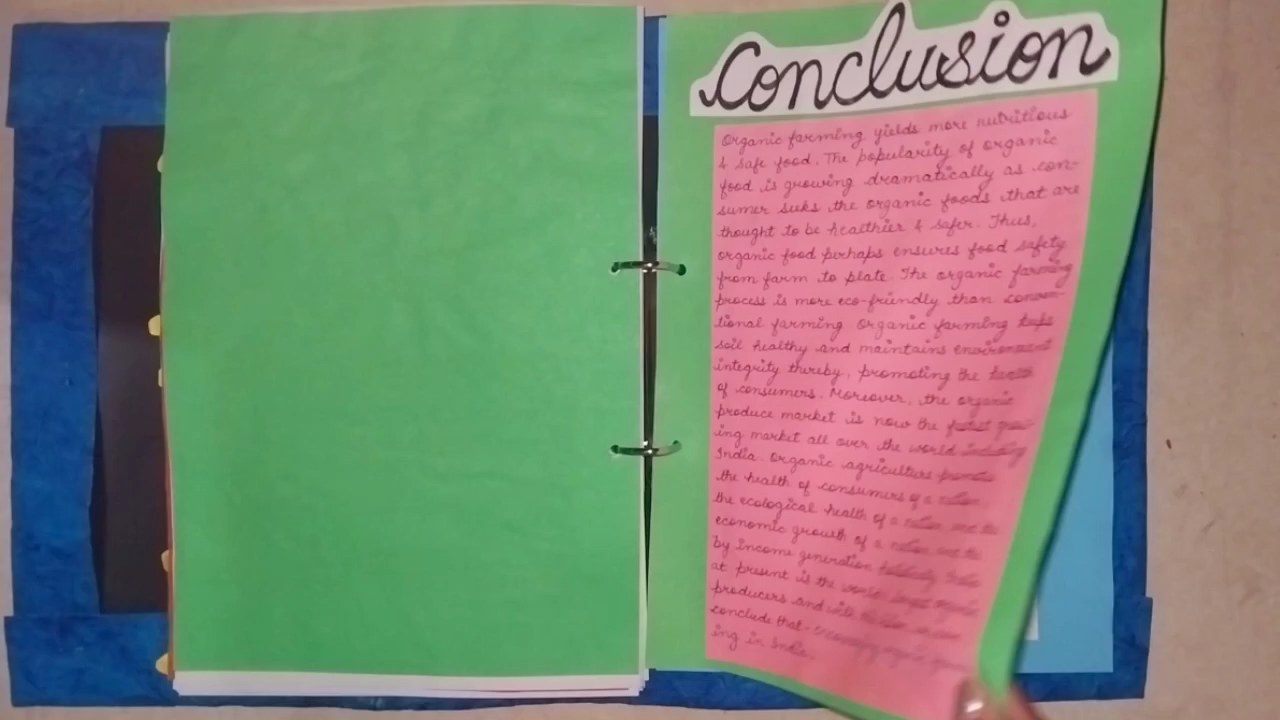 Conclusion
Organic farming yields more nutritious
& safe food. The popularity of organic
food is growing dramatically as con-
sumer seeks the organic foods that are
thought to be healthier & safer. Thus,
organic food perhaps ensures food safety
from farm to plate. The organic farming
process is more eco-friendly than conven-
tional farming Organic farming keeps
soil healthy and maintains environment
integrity thereby, promoting the health
of consumers. Moreover, the organic
produce market is now the fastest grow-
ing market all over the world including
India. Organic agriculture promotes
the health of consumers of a nation
the ecological health of a nation and the
economic growth of a nation and the
by income generation
at present is the world's largest organic
producers and
conclude that
ing in India.